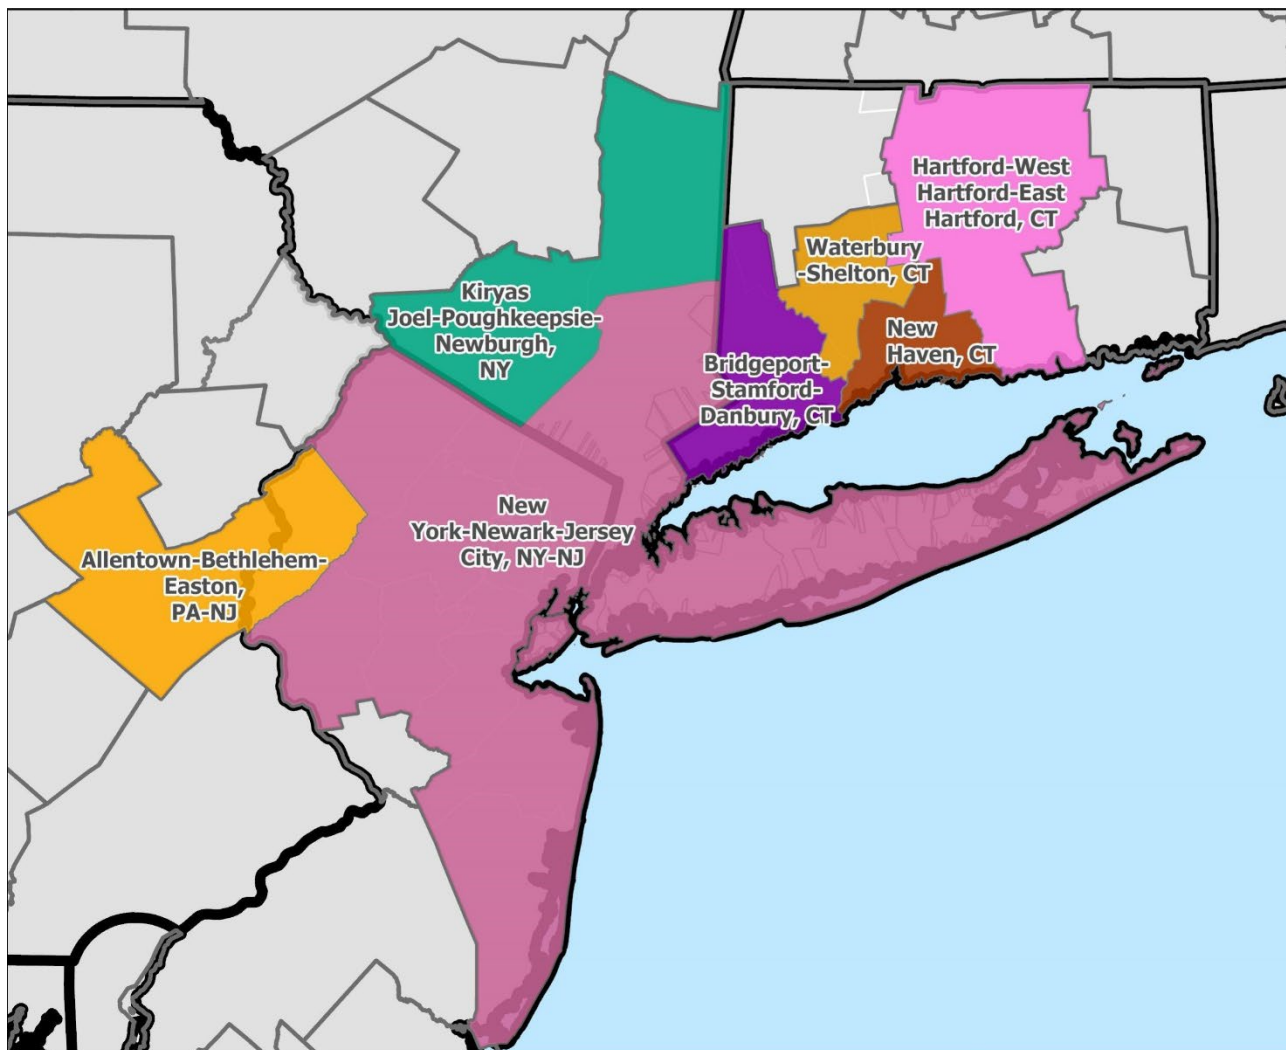 Hartford-West
Hartford-East
Hartford, CT
Waterbury
-Shelton, CT
Kiryas
Joel-Poughkeepsie-
Newburgh,
NY
New
Haven, CT
Bridgeport-
Stamford-
Danbury, CT
New
York-Newark-Jersey
City, NY-NJ
Allentown-Bethlehem-
Easton,
PA-NJ